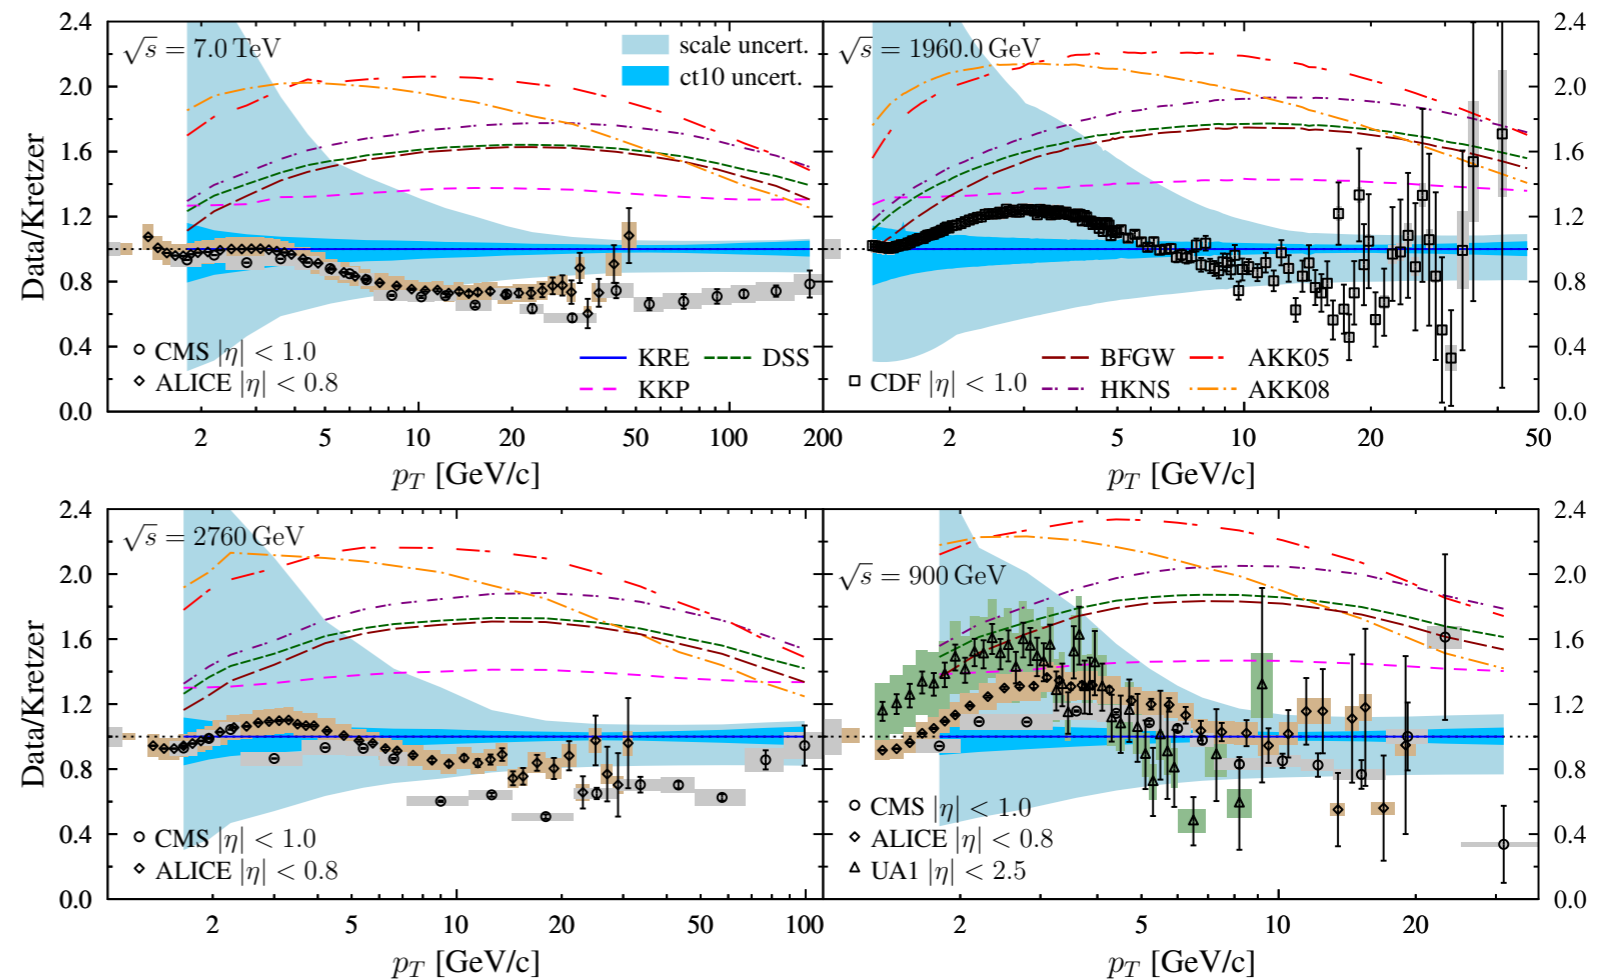 2.4 2.4
√s = 7.0 TeV scale uncert. √s = 1960.0 GeV
ct10 uncert.
2.0 2.0
1.6 1.6
1.2 1.2
Data/Kretzer
0.8 0.8
CMS |η| < 1.0 KRE DSS BFGW AKK05
0.4 0.4
ALICE |η| < 0.8 KKP CDF |η| < 1.0 HKNS AKK08
0.0 0.0
2 5 10 20 50 100 200 2 5 10 20 50
p_T [GeV/c] p_T [GeV/c]
2.4 2.4
√s = 2760 GeV √s = 900 GeV
2.0 2.0
1.6 1.6
1.2 1.2
Data/Kretzer
0.8 0.8
CMS |η| < 1.0 CMS |η| < 1.0
0.4 0.4
ALICE |η| < 0.8 ALICE |η| < 0.8
UA1 |η| < 2.5
0.0 0.0
2 5 10 20 50 100 2 5 10 20
p_T [GeV/c] p_T [GeV/c]